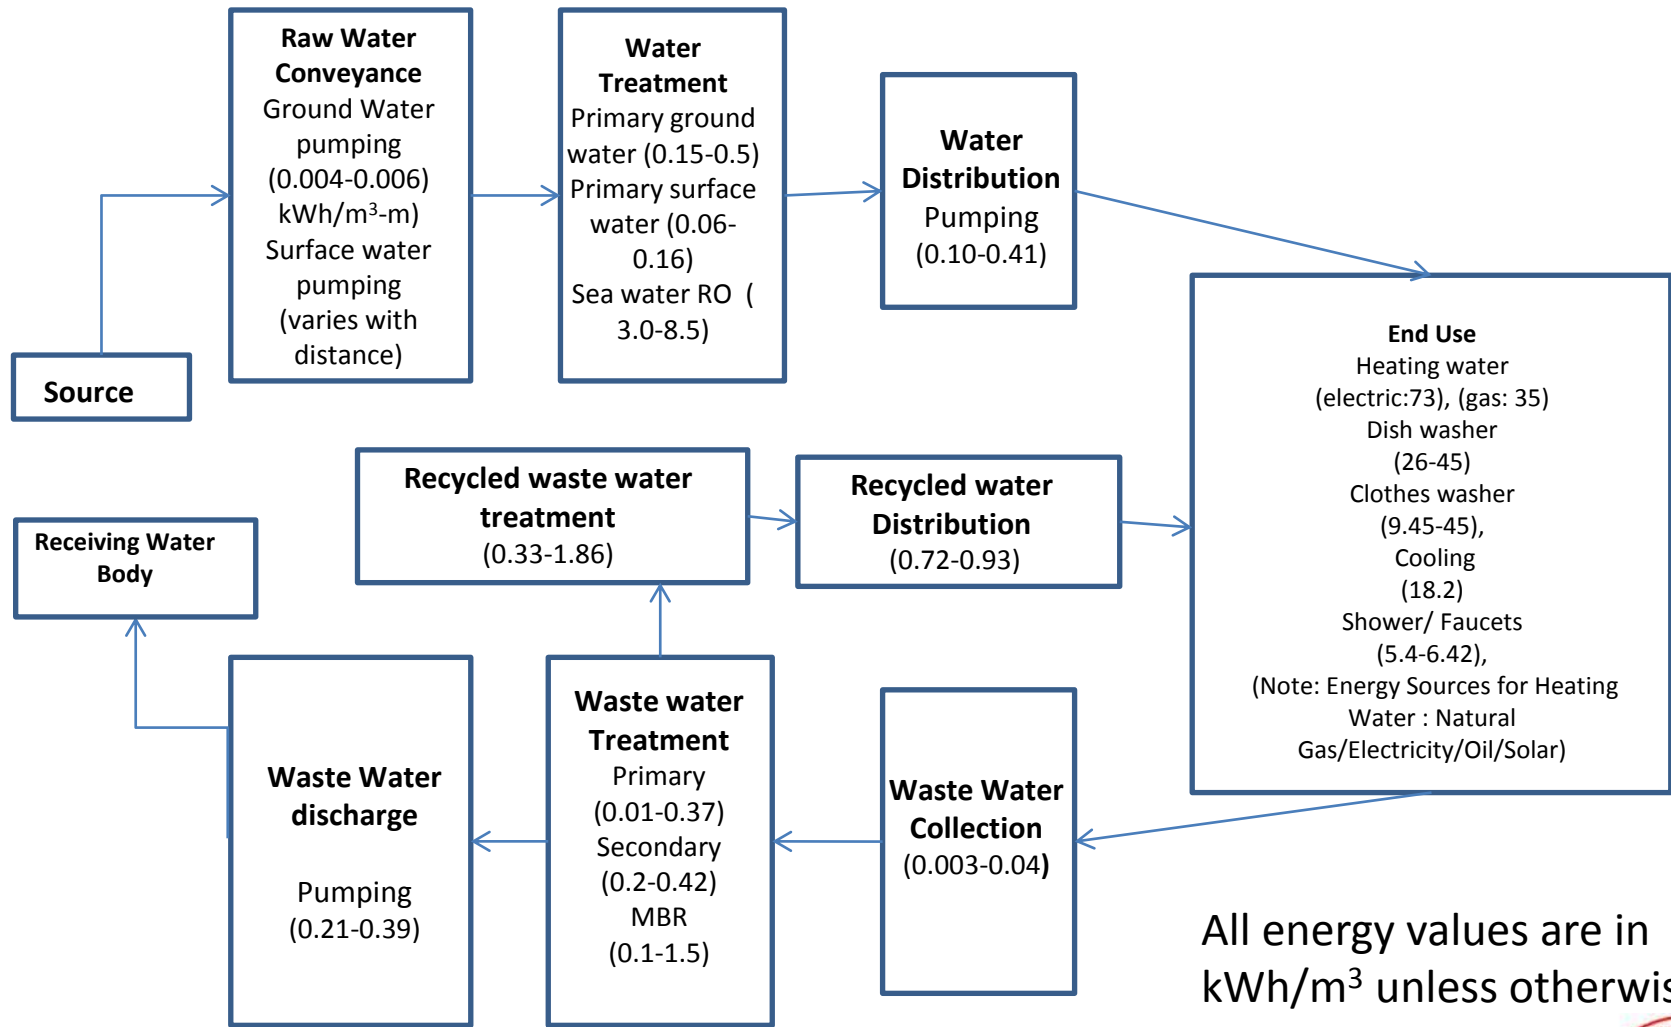 Raw Water
Conveyance
Ground Water
pumping
(0.004-0.006)
kWh/m³-m)
Surface water
pumping
(varies with
distance)
Water
Treatment
Primary ground
water (0.15-0.5)
Primary surface
water (0.06-
0.16)
Sea water RO (
3.0-8.5)
Water
Distribution
Pumping
(0.10-0.41)
Source
End Use
Heating water
(electric:73), (gas: 35)
Dish washer
(26-45)
Clothes washer
(9.45-45),
Cooling
(18.2)
Shower/ Faucets
(5.4-6.42),
(Note: Energy Sources for Heating
Water : Natural
Gas/Electricity/Oil/Solar)
Recycled waste water
treatment
(0.33-1.86)
Recycled water
Distribution
(0.72-0.93)
Receiving Water
Body
Waste Water
discharge
Pumping
(0.21-0.39)
Waste water
Treatment
Primary
(0.01-0.37)
Secondary
(0.2-0.42)
MBR
(0.1-1.5)
Waste Water
Collection
(0.003-0.04)
All energy values are in
kWh/m³ unless otherwis